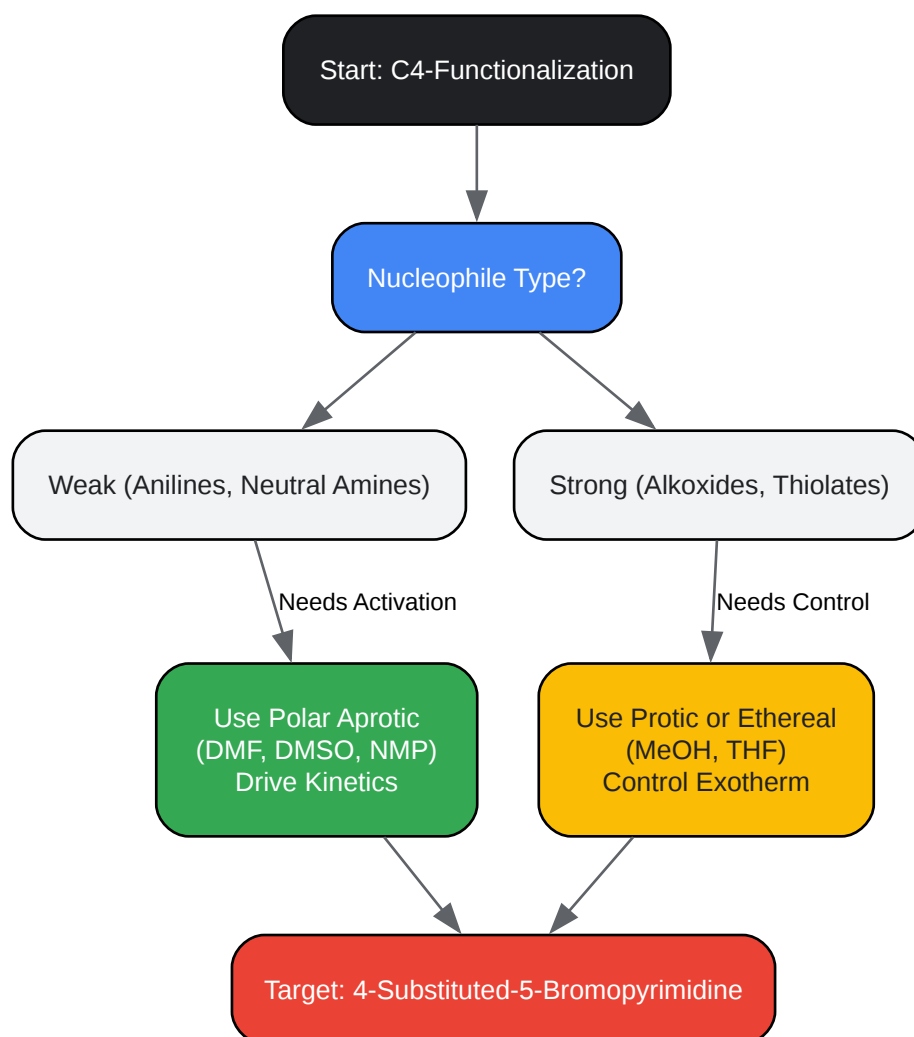 Start: C4-Functionalization
Nucleophile Type?
Weak (Anilines, Neutral Amines)
Strong (Alkoxides, Thiolates)
Needs Activation
Needs Control
Use Polar Aprotic
(DMF, DMSO, NMP)
Drive Kinetics
Use Protic or Ethereal
(MeOH, THF)
Control Exotherm
Target: 4-Substituted-5-Bromopyrimidine